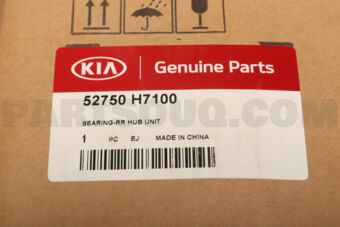 KIA Genuine Parts
52750 H7100
BEARING-RR HUB UNIT
1 PC EJ MADE IN CHINA
PARTSOUQ.COM